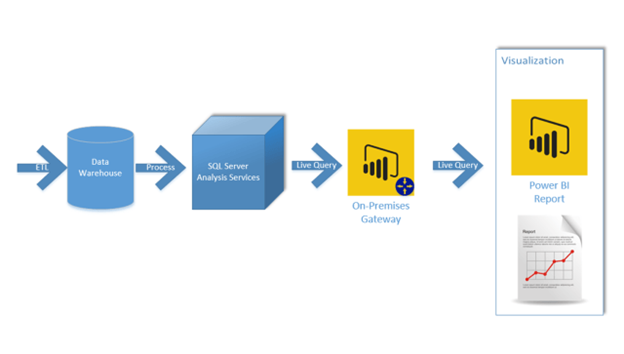 Visualization
ETL
Data
Warehouse
Process
SQL Server
Analysis Services
Live Query
On-Premises
Gateway
Live Query
Power BI
Report
Report